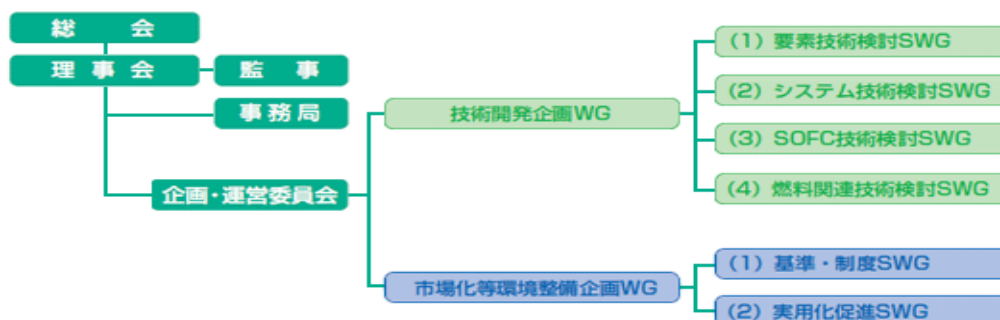 総会
理事会
監事
事務局
企画・運営委員会
技術開発企画WG
(1) 要素技術検討SWG
(2) システム技術検討SWG
(3) SOFC技術検討SWG
(4) 燃料関連技術検討SWG
市場化等環境整備企画WG
(1) 基準・制度SWG
(2) 実用化促進SWG